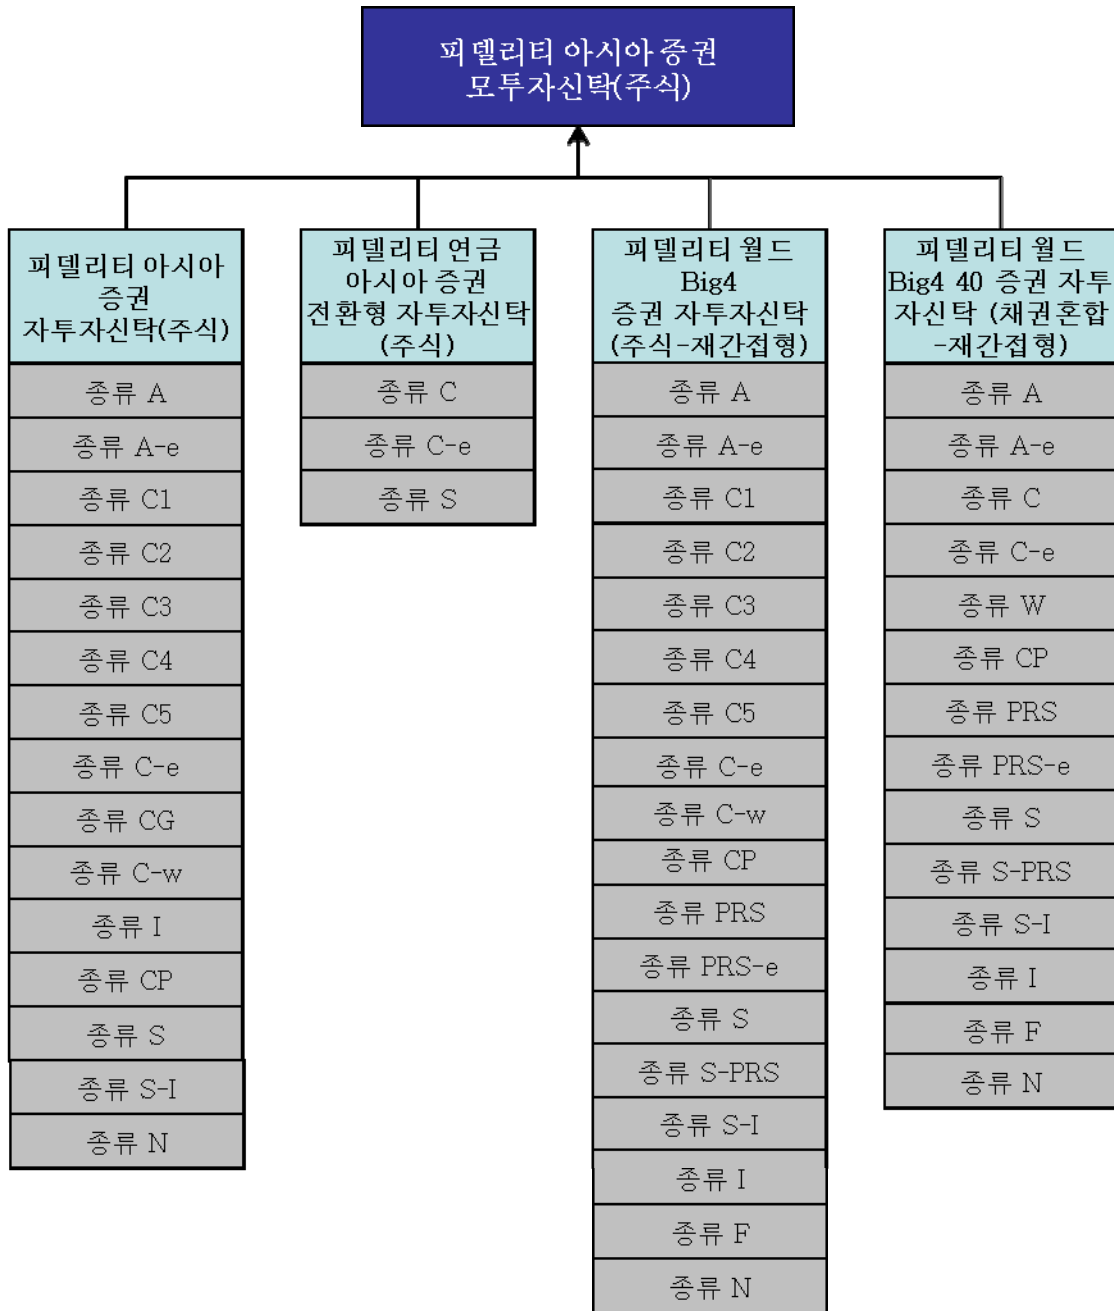 피델리티 아시아 증권
모투자신탁(주식)
피델리티 아시아
증권
자투자신탁(주식)
종류 A
종류 A-e
종류 C1
종류 C2
종류 C3
종류 C4
종류 C5
종류 C-e
종류 CG
종류 C-w
종류 I
종류 CP
종류 S
종류 S-I
종류 N
피델리티 연금
아시아 증권
전환형 자투자신탁
(주식)
종류 C
종류 C-e
종류 S
피델리티 월드
Big4
증권 자투자신탁
(주식-재간접형)
종류 A
종류 A-e
종류 C1
종류 C2
종류 C3
종류 C4
종류 C5
종류 C-e
종류 C-w
종류 CP
종류 PRS
종류 PRS-e
종류 S
종류 S-PRS
종류 S-I
종류 I
종류 F
종류 N
피델리티 월드
Big4 40 증권 자투
자신탁 (채권혼합
-재간접형)
종류 A
종류 A-e
종류 C
종류 C-e
종류 W
종류 CP
종류 PRS
종류 PRS-e
종류 S
종류 S-PRS
종류 S-I
종류 I
종류 F
종류 N